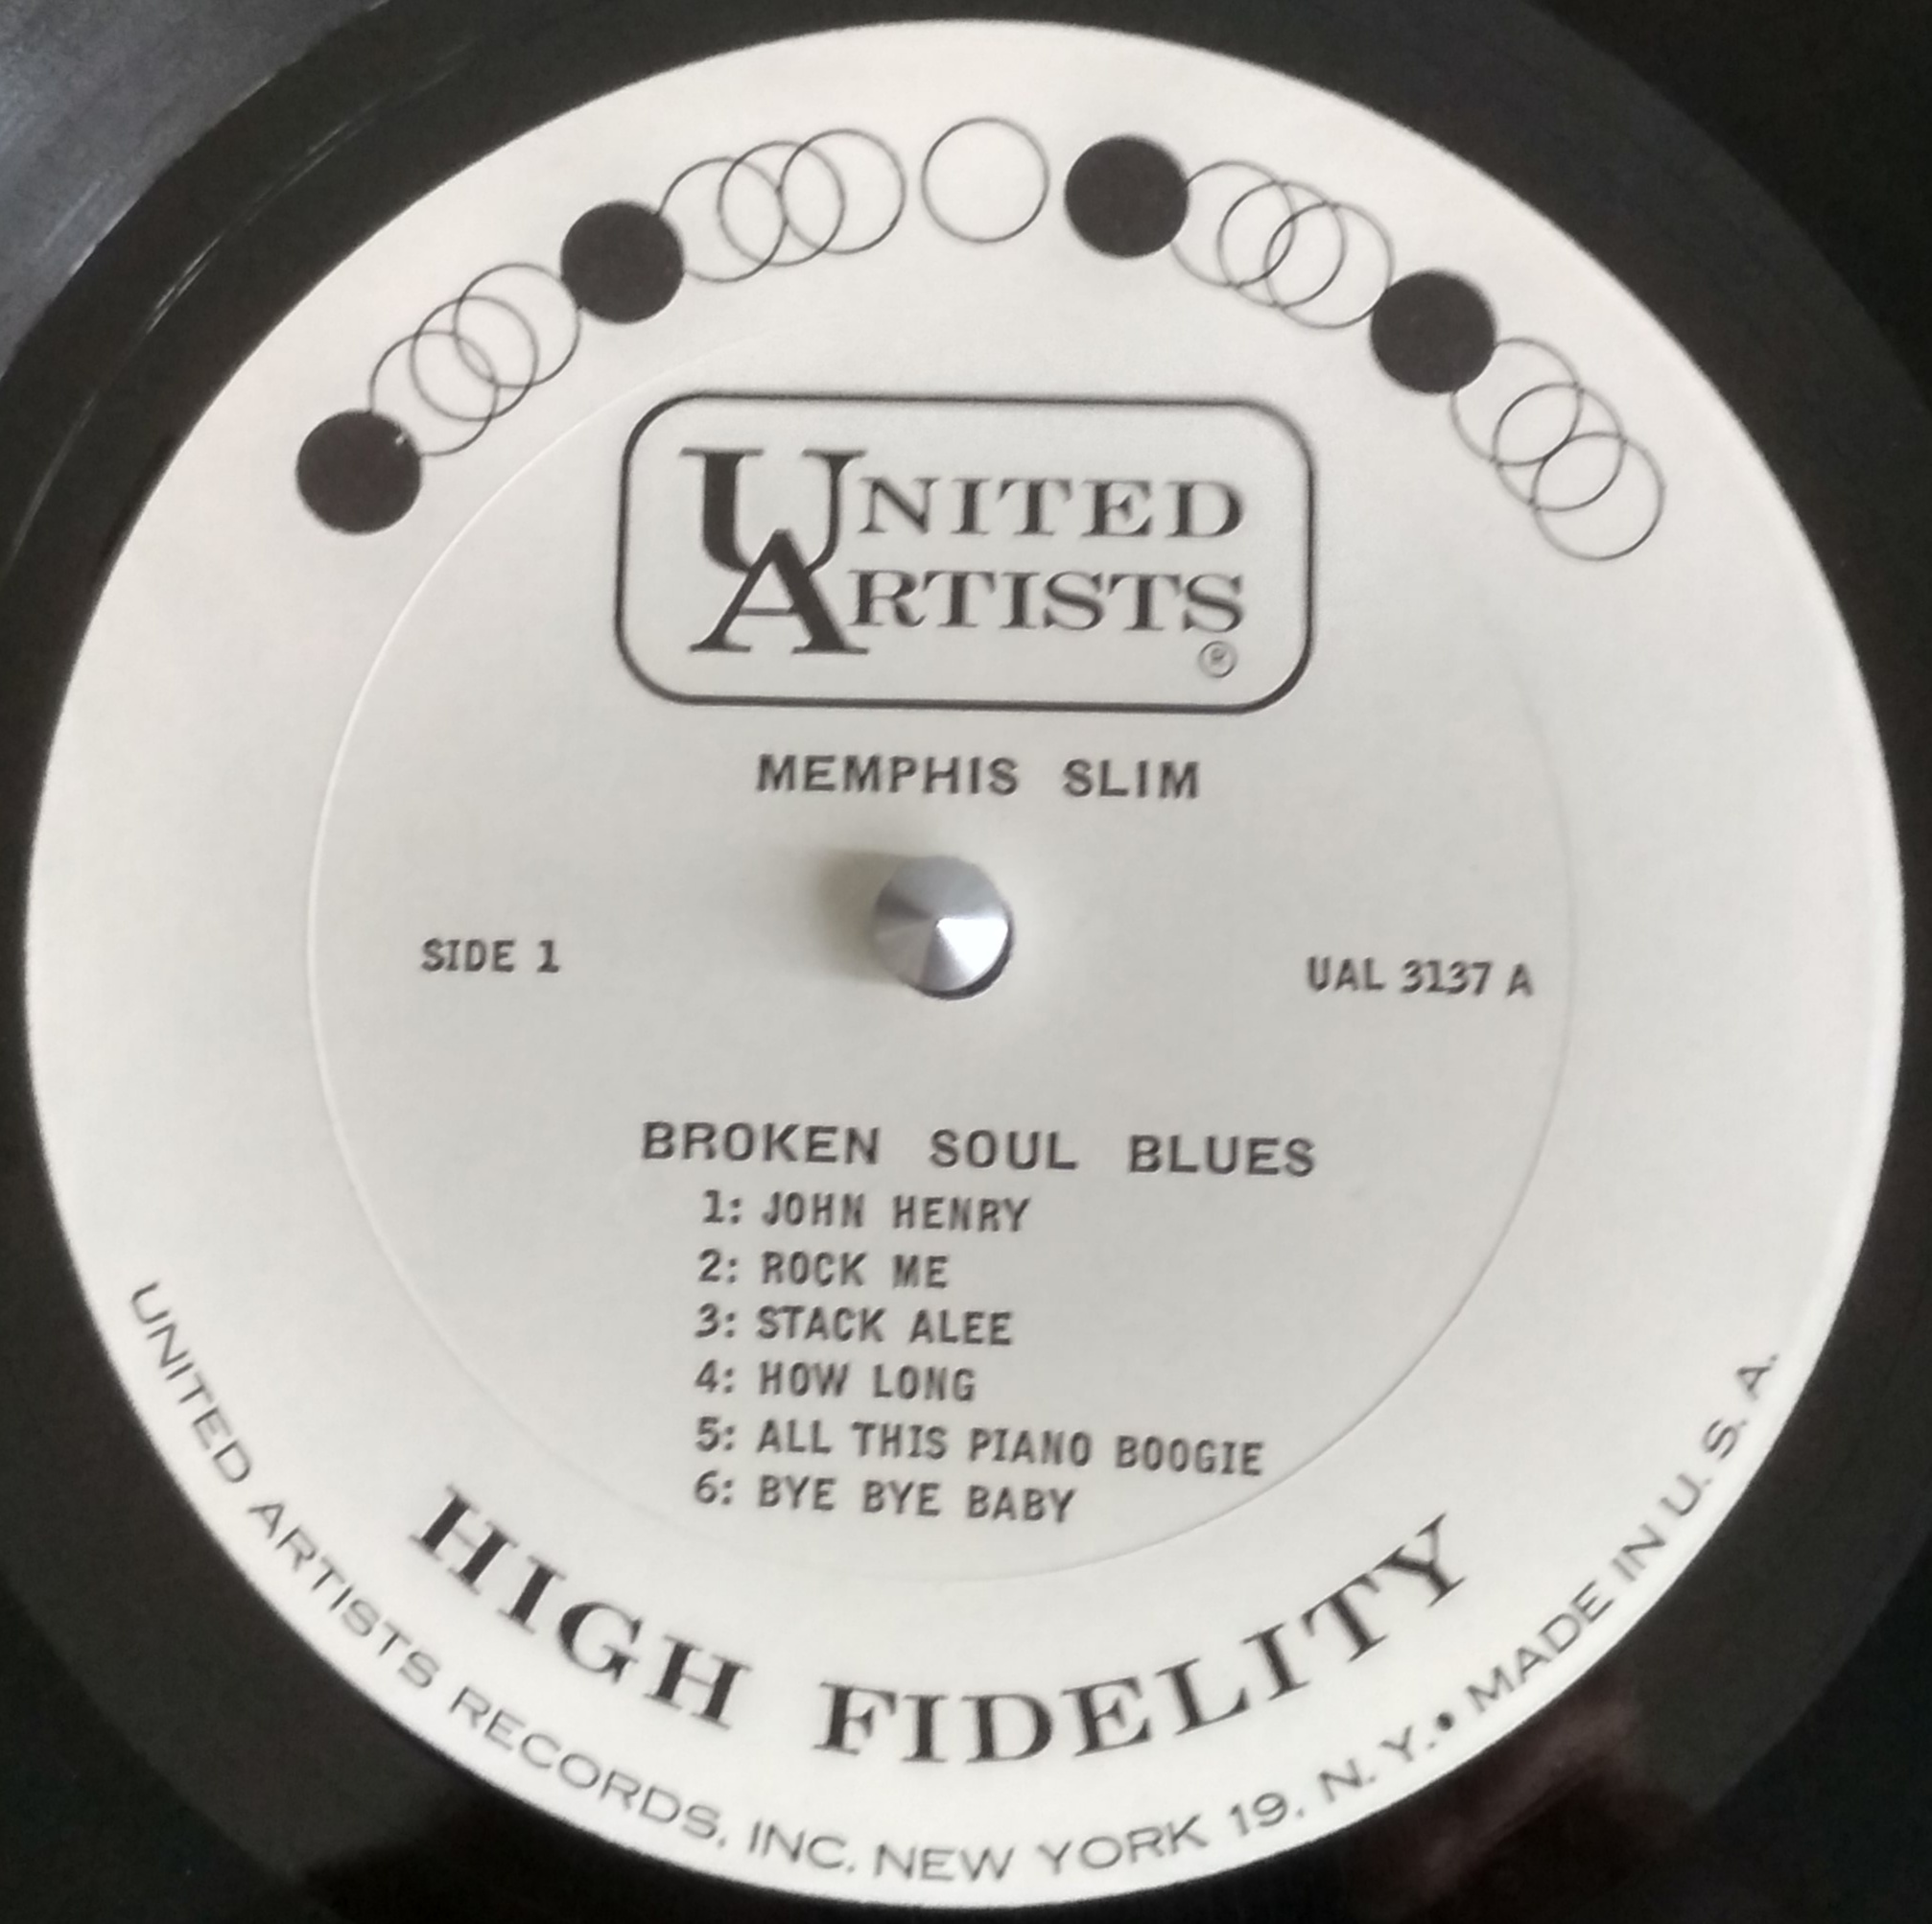 UNITED
ARTISTS
®
MEMPHIS SLIM
SIDE 1
UAL 3137 A
BROKEN SOUL BLUES
1: JOHN HENRY
2: ROCK ME
3: STACK ALEE
4: HOW LONG
5: ALL THIS PIANO BOOGIE
6: BYE BYE BABY
HIGH FIDELITY
UNITED ARTISTS RECORDS, INC. NEW YORK 19, N. Y. • MADE IN U. S. A.